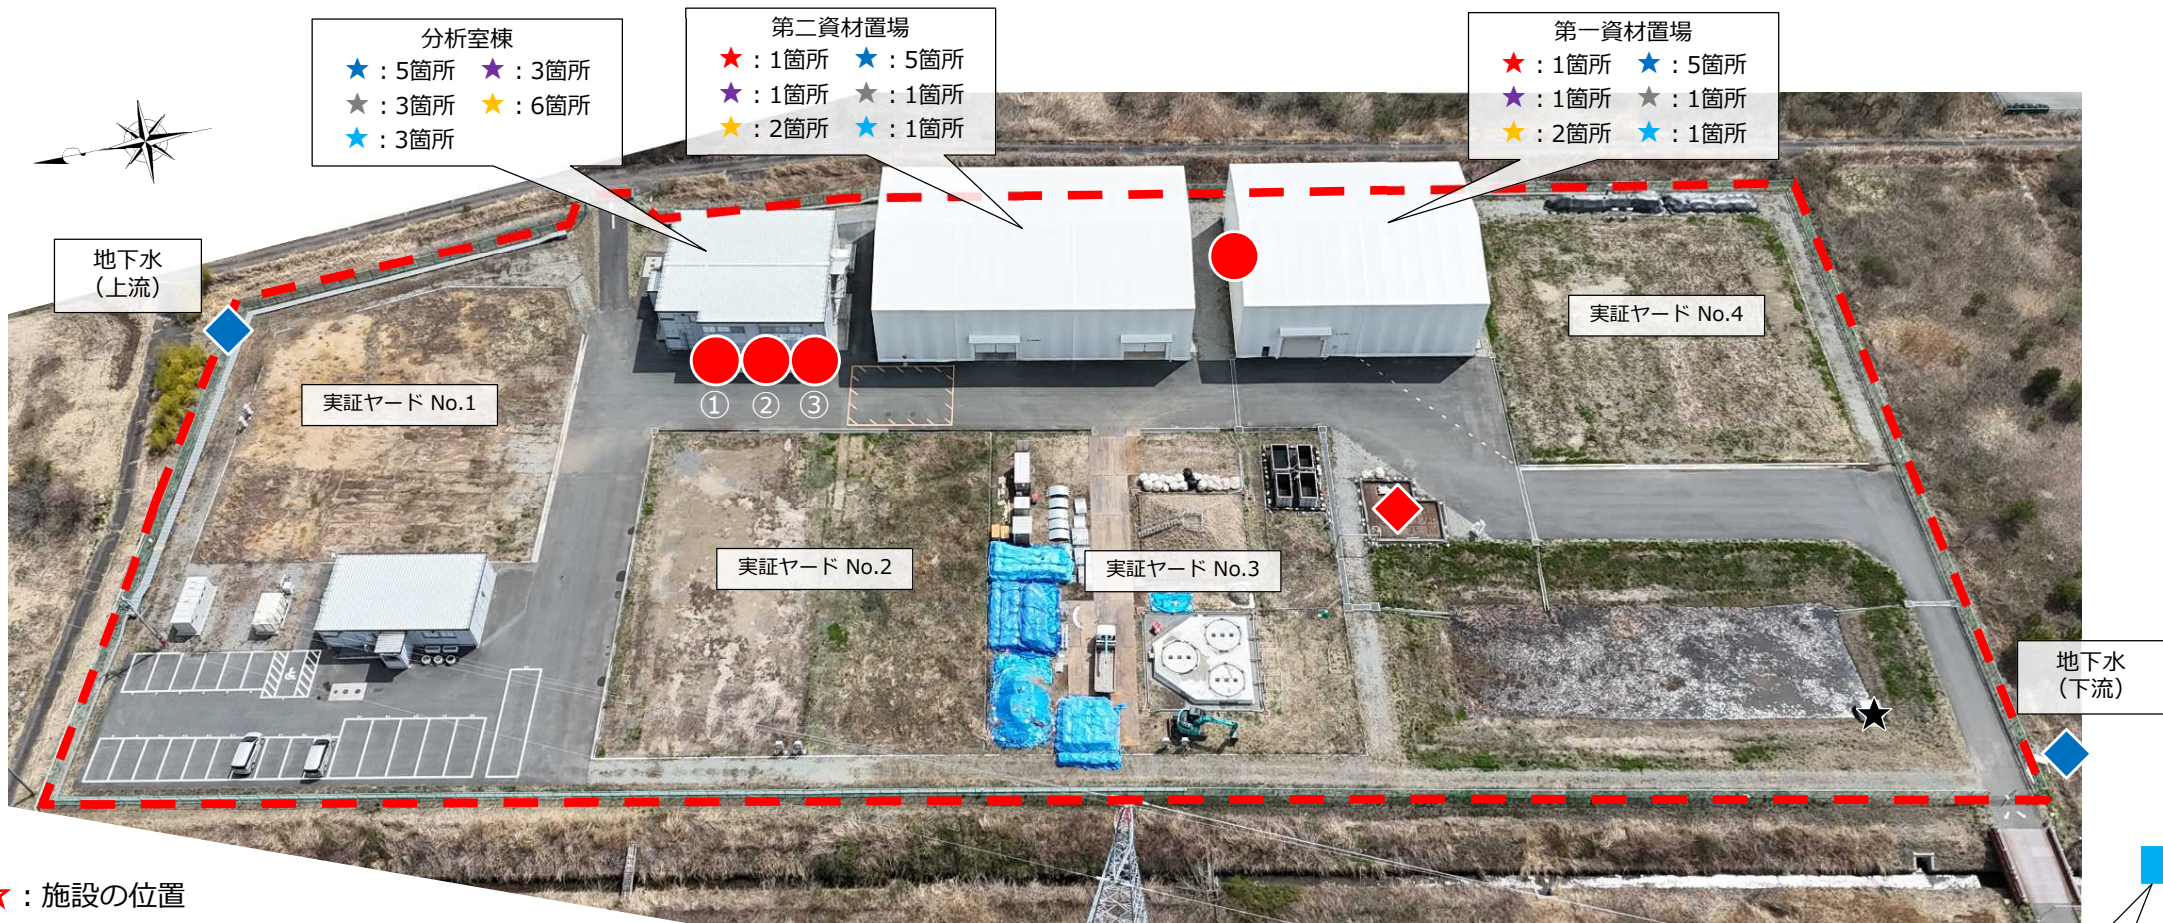 分析室棟
★：5箇所 ★：3箇所
★：3箇所 ★：6箇所
★：3箇所
第二資材置場
★：1箇所 ★：5箇所
★：1箇所 ★：1箇所
★：2箇所 ★：1箇所
第一資材置場
★：1箇所 ★：5箇所
★：1箇所 ★：1箇所
★：2箇所 ★：1箇所
地下水
（上流）
実証ヤード No.4
実証ヤード No.1
① ② ③
実証ヤード No.2
実証ヤード No.3
地下水
（下流）
★：施設の位置